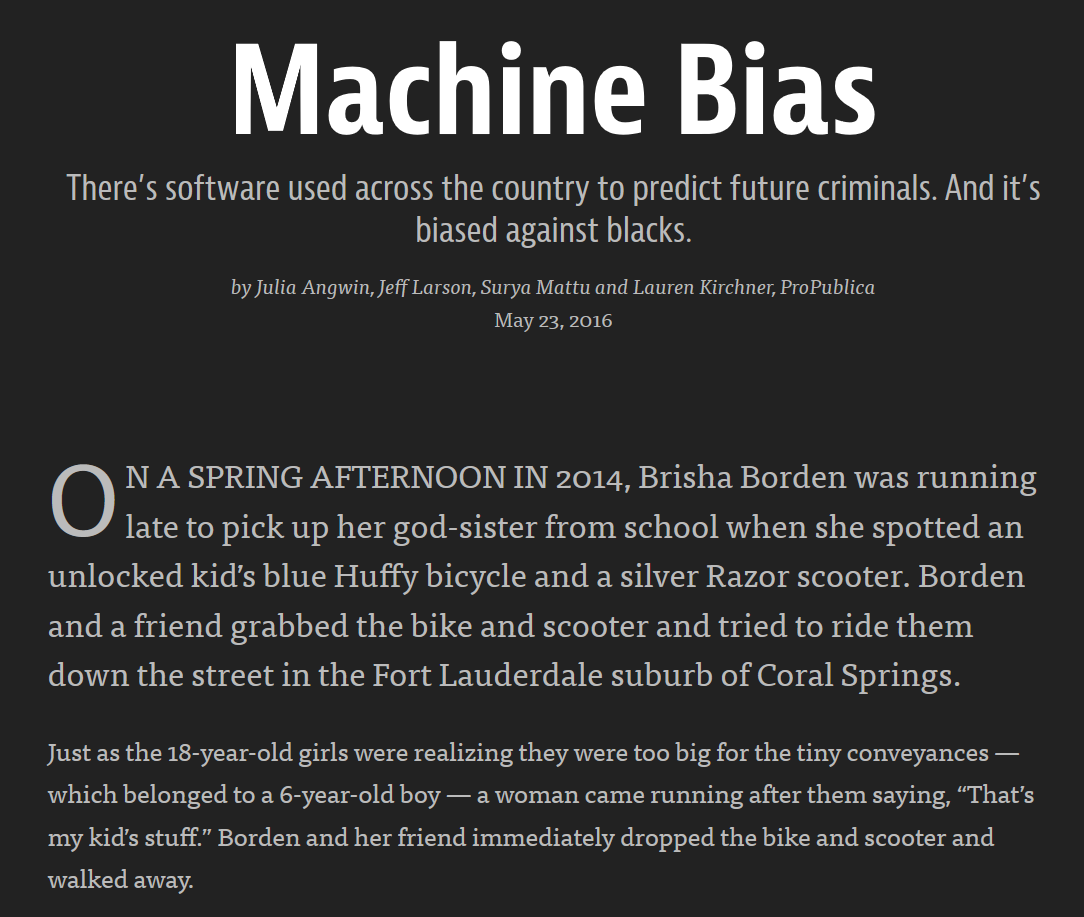 Machine Bias
There’s software used across the country to predict future criminals. And it’s
biased against blacks.
by Julia Angwin, Jeff Larson, Surya Mattu and Lauren Kirchner, ProPublica
May 23, 2016
ON A SPRING AFTERNOON IN 2014, Brisha Borden was running
late to pick up her god-sister from school when she spotted an
unlocked kid’s blue Huffy bicycle and a silver Razor scooter. Borden
and a friend grabbed the bike and scooter and tried to ride them
down the street in the Fort Lauderdale suburb of Coral Springs.
Just as the 18-year-old girls were realizing they were too big for the tiny conveyances —
which belonged to a 6-year-old boy — a woman came running after them saying, “That’s
my kid’s stuff.” Borden and her friend immediately dropped the bike and scooter and
walked away.